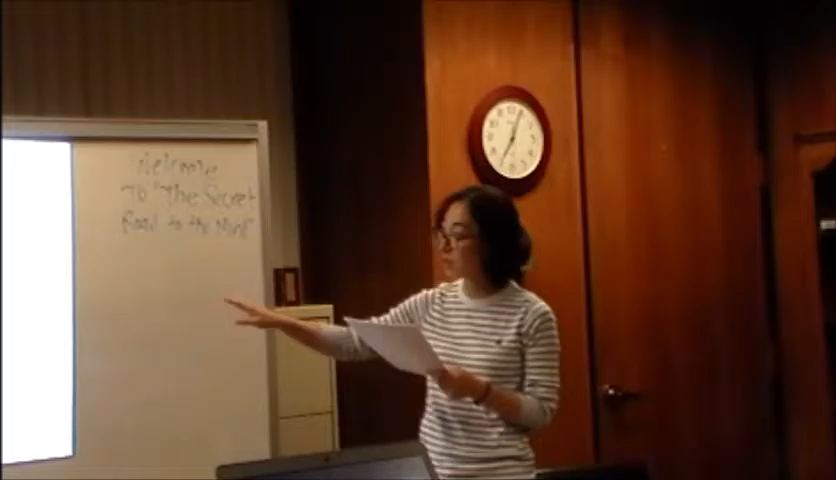 Welcome
To "The Secret
Road to the Mind"